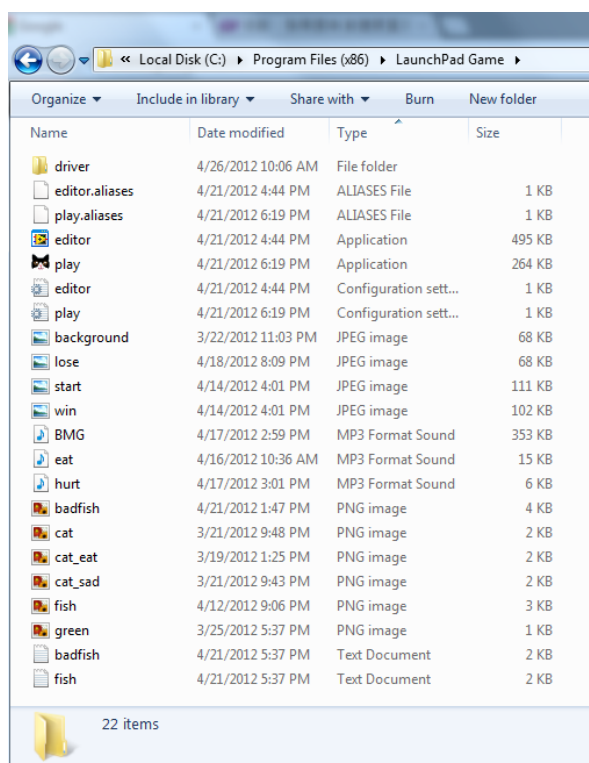 « Local Disk (C:) ▸ Program Files (x86) ▸ LaunchPad Game ▸
Organize ▾ Include in library ▾ Share with ▾ Burn New folder
Name Date modified Type Size
driver 4/26/2012 10:06 AM File folder
editor.aliases 4/21/2012 4:44 PM ALIASES File 1 KB
play.aliases 4/21/2012 6:19 PM ALIASES File 1 KB
editor 4/21/2012 4:44 PM Application 495 KB
play 4/21/2012 6:19 PM Application 264 KB
editor 4/21/2012 4:44 PM Configuration sett... 1 KB
play 4/21/2012 6:19 PM Configuration sett... 1 KB
background 3/22/2012 11:03 PM JPEG image 68 KB
lose 4/18/2012 8:09 PM JPEG image 68 KB
start 4/14/2012 4:01 PM JPEG image 111 KB
win 4/14/2012 4:01 PM JPEG image 102 KB
BMG 4/17/2012 2:59 PM MP3 Format Sound 353 KB
eat 4/16/2012 10:36 AM MP3 Format Sound 15 KB
hurt 4/17/2012 3:01 PM MP3 Format Sound 6 KB
badfish 4/21/2012 1:47 PM PNG image 4 KB
cat 3/21/2012 9:48 PM PNG image 2 KB
cat_eat 3/19/2012 1:25 PM PNG image 2 KB
cat_sad 3/21/2012 9:43 PM PNG image 2 KB
fish 4/12/2012 9:06 PM PNG image 3 KB
green 3/25/2012 5:37 PM PNG image 1 KB
badfish 4/21/2012 5:37 PM Text Document 2 KB
fish 4/21/2012 5:37 PM Text Document 2 KB
22 items